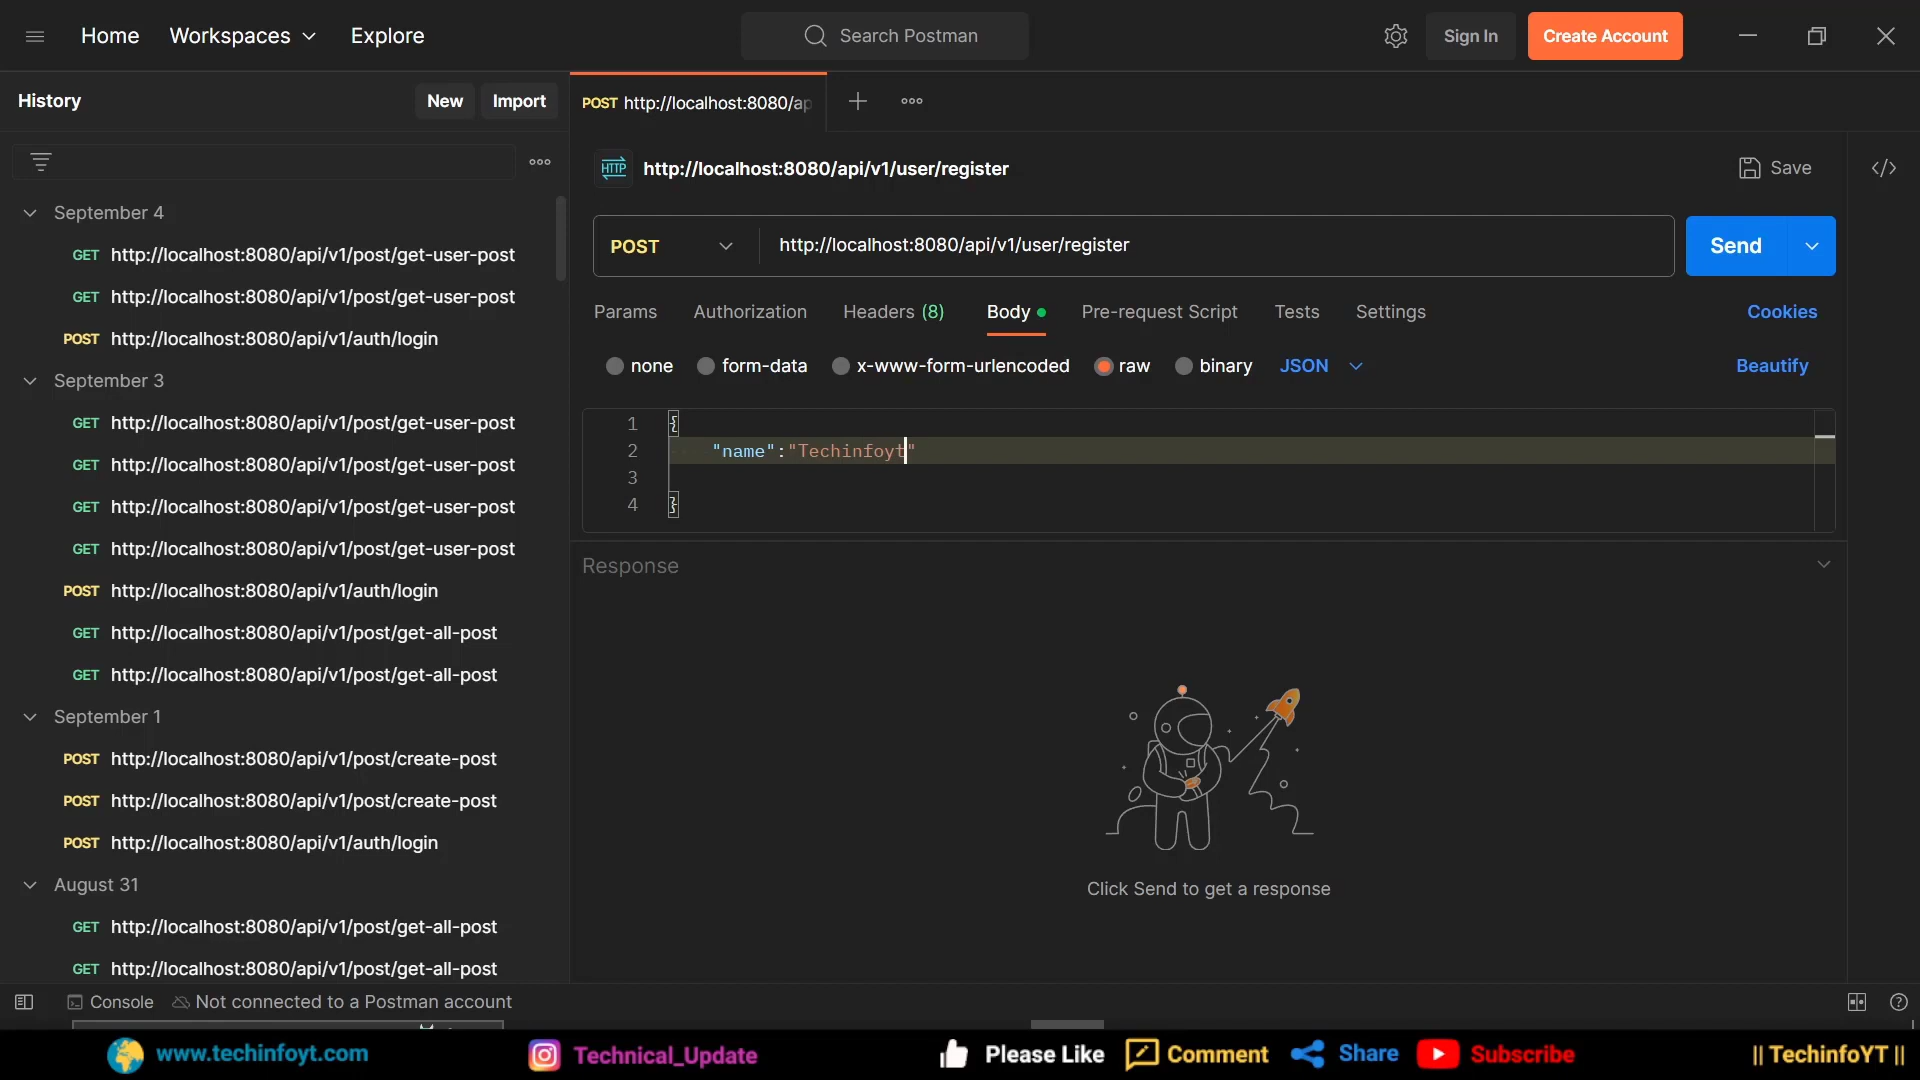 Home Workspaces Explore Search Postman Sign In Create Account
History New Import POST http://localhost:8080/ap
HTTP http://localhost:8080/api/v1/user/register Save </>
September 4
GET http://localhost:8080/api/v1/post/get-user-post
GET http://localhost:8080/api/v1/post/get-user-post
POST http://localhost:8080/api/v1/auth/login
September 3
GET http://localhost:8080/api/v1/post/get-user-post
GET http://localhost:8080/api/v1/post/get-user-post
GET http://localhost:8080/api/v1/post/get-user-post
GET http://localhost:8080/api/v1/post/get-user-post
POST http://localhost:8080/api/v1/auth/login
GET http://localhost:8080/api/v1/post/get-all-post
GET http://localhost:8080/api/v1/post/get-all-post
September 1
POST http://localhost:8080/api/v1/post/create-post
POST http://localhost:8080/api/v1/post/create-post
POST http://localhost:8080/api/v1/auth/login
August 31
GET http://localhost:8080/api/v1/post/get-all-post
GET http://localhost:8080/api/v1/post/get-all-post
POST http://localhost:8080/api/v1/user/register Send
Params Authorization Headers (8) Body Pre-request Script Tests Settings Cookies
none form-data x-www-form-urlencoded raw binary JSON Beautify
1 {
2 "name":"Techinfoyt"
3
4 }
Response
Click Send to get a response
Console Not connected to a Postman account
www.techinfoyt.com Technical_Update Please Like Comment Share Subscribe || TechinfoYT ||